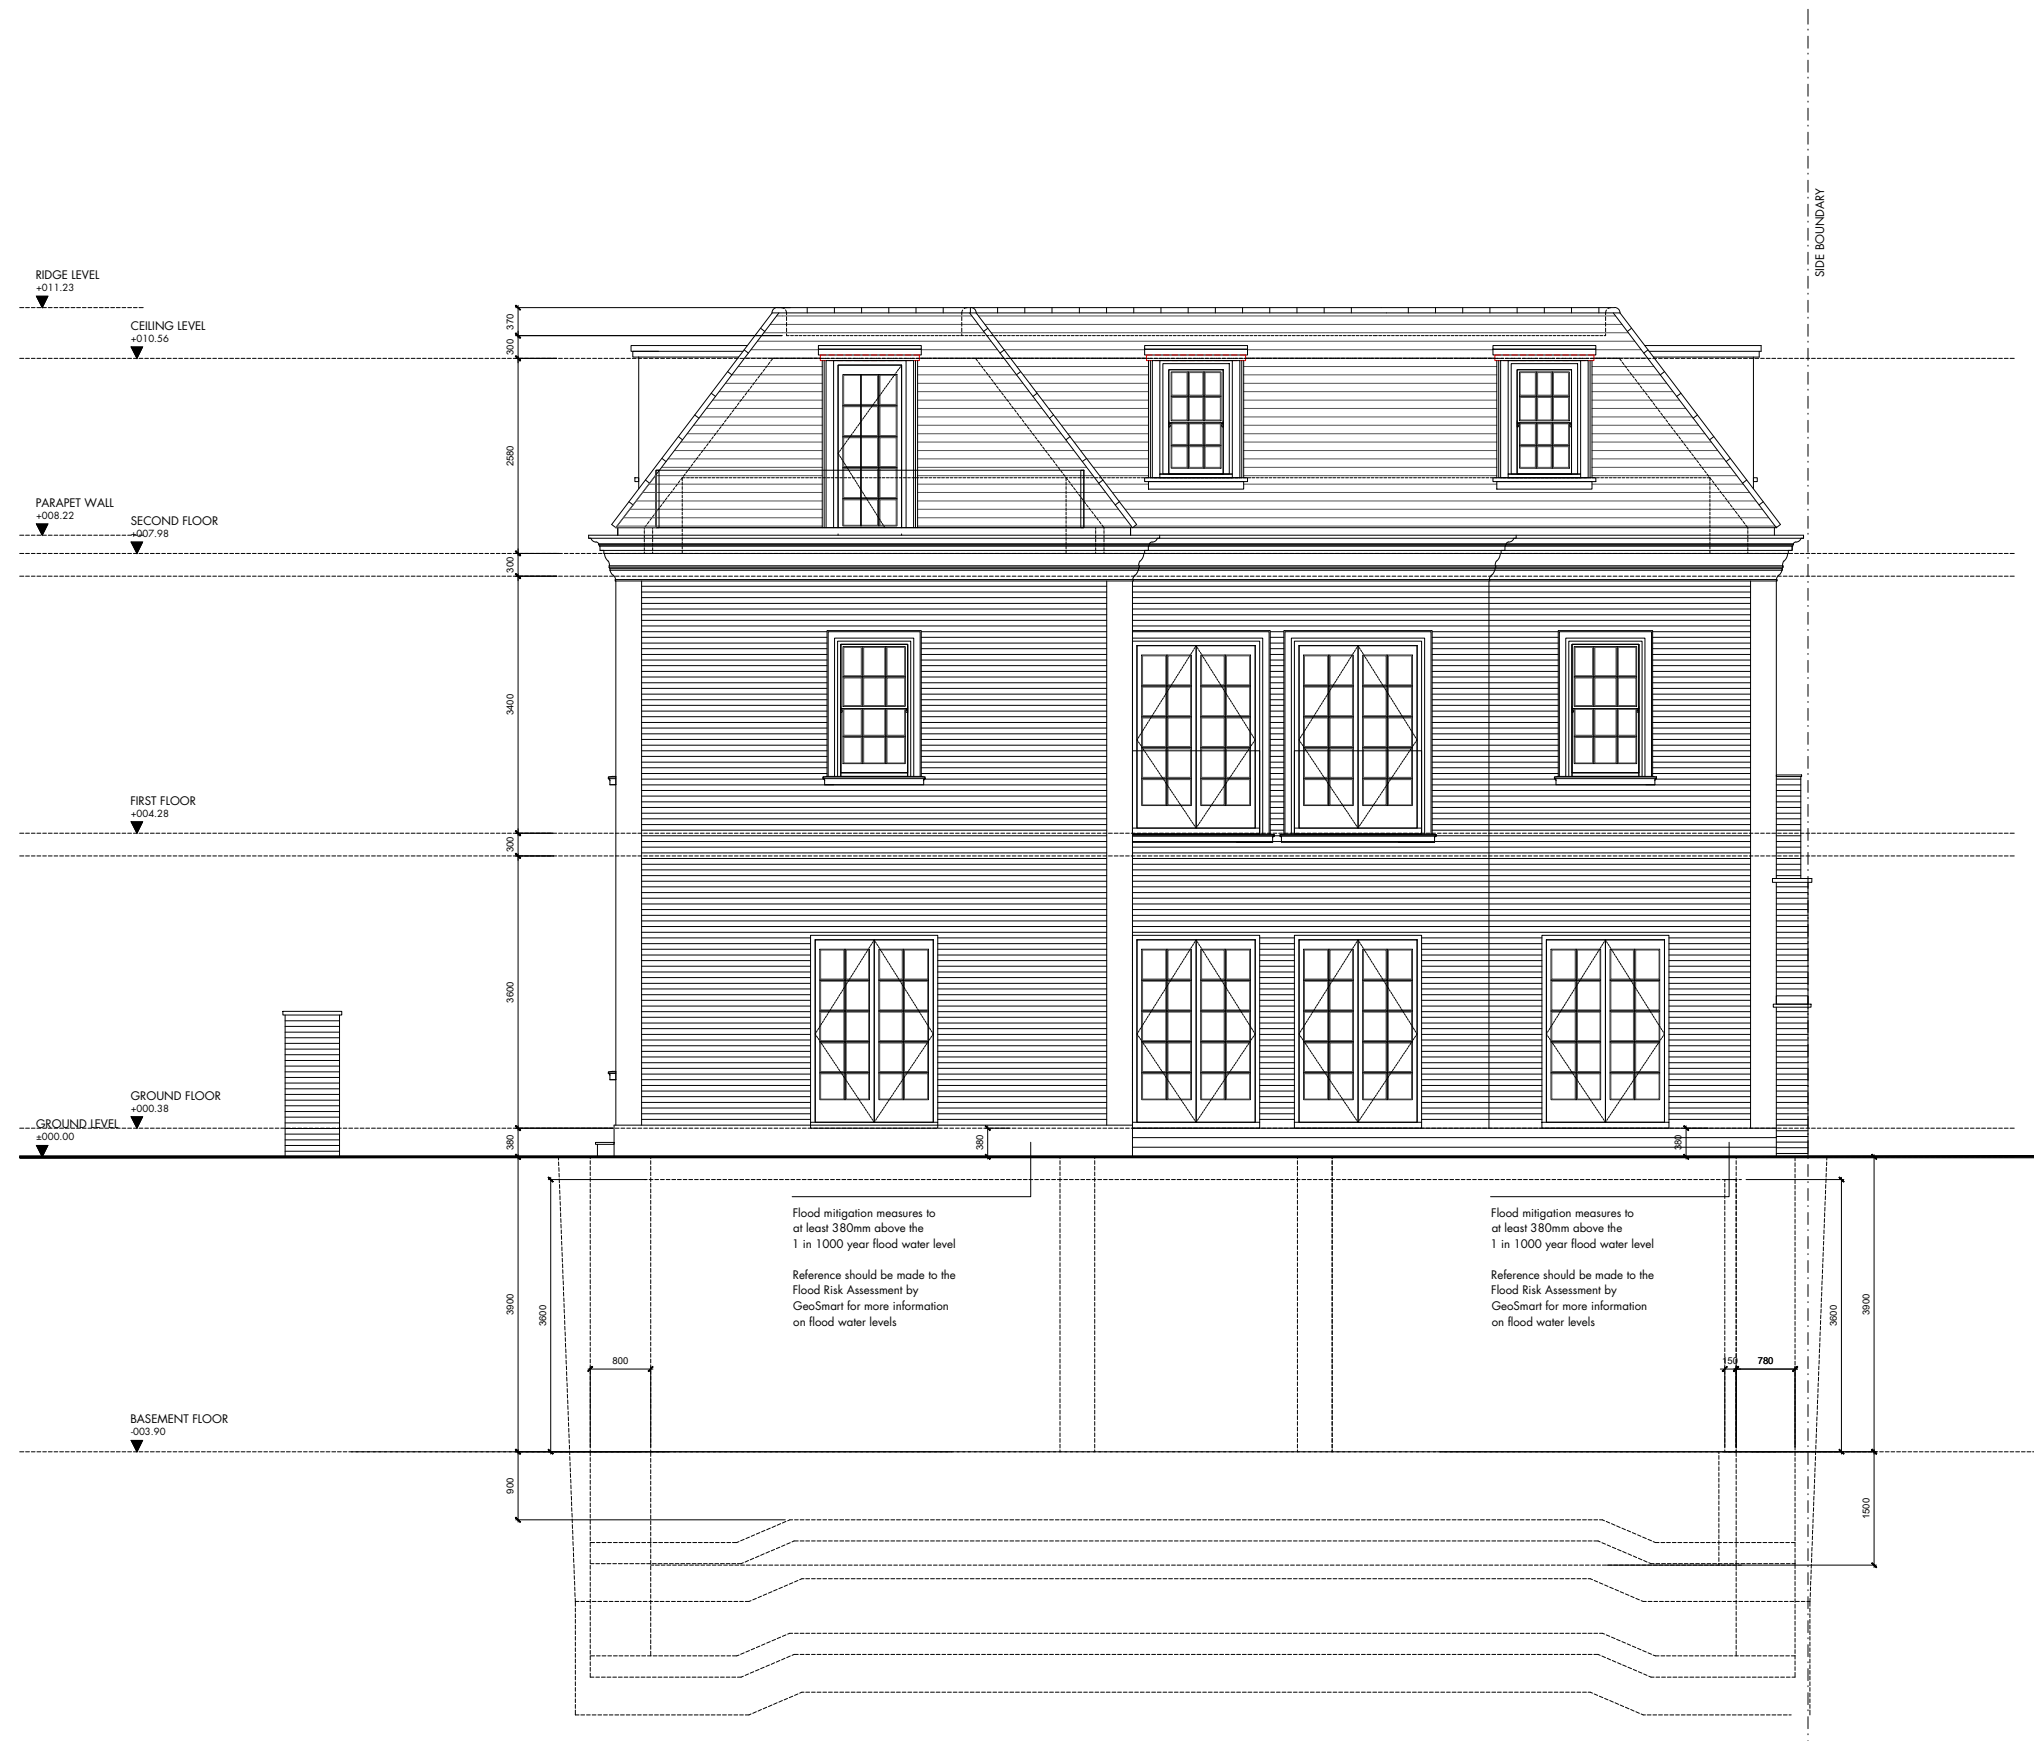 SIDE BOUNDARY
RIDGE LEVEL
+011.23
370
CEILING LEVEL
+010.56
300
2580
PARAPET WALL
+008.22
SECOND FLOOR
+007.98
300
3400
FIRST FLOOR
+004.28
300
3600
GROUND FLOOR
+000.38
GROUND LEVEL
±000.00
380
380
380
Flood mitigation measures to
at least 380mm above the
1 in 1000 year flood water level
Reference should be made to the
Flood Risk Assessment by
GeoSmart for more information
on flood water levels
Flood mitigation measures to
at least 380mm above the
1 in 1000 year flood water level
Reference should be made to the
Flood Risk Assessment by
GeoSmart for more information
on flood water levels
3900
3600
3600
3900
800
150
780
BASEMENT FLOOR
-003.90
900
1500